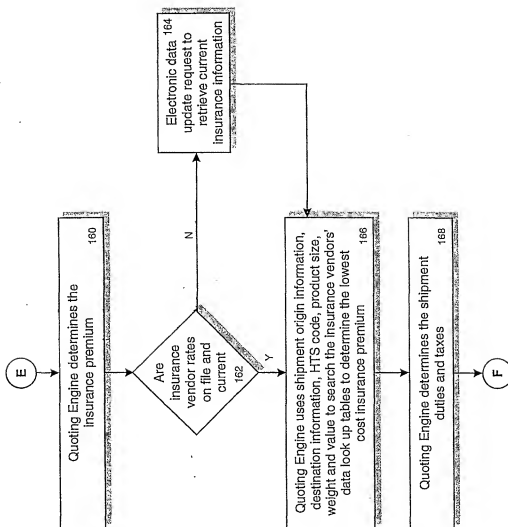 E
Quoting Engine determines the
insurance premium
160
Are
insurance
vendor rates
on file and
current
162
N
Electronic data
update request to
retrieve current
insurance information
164
Y
Quoting Engine uses shipment origin information,
destination information, HTS code, product size,
weight and value to search the insurance vendors'
data look up tables to determine the lowest
cost insurance premium
166
Quoting Engine determines the shipment
duties and taxes
168
F